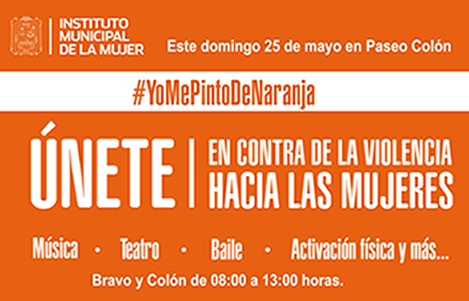 INSTITUTO
MUNICIPAL
DE LA MUJER
Este domingo 25 de mayo en Paseo Colón
#YoMePintoDeNaranja
ÚNETE
EN CONTRA DE LA VIOLENCIA
HACIA LAS MUJERES
Música • Teatro • Baile • Activación física y más...
Bravo y Colón de 08:00 a 13:00 horas.